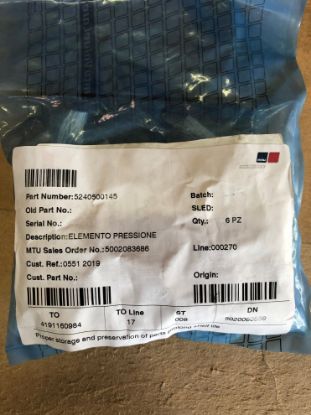 Part Number:5240500145
Batch:
Old Part No.:
SLED:
Serial No.:
Qty.: 6 PZ
Description:ELEMENTO PRESSIONE
MTU Sales Order No.:5002083686
Line:000270
Cust. Ref.:0551 2019
Cust. Part No.:
Origin:
TO TO Line ST DN
4191160984 17 008
Proper storage and preservation of parts